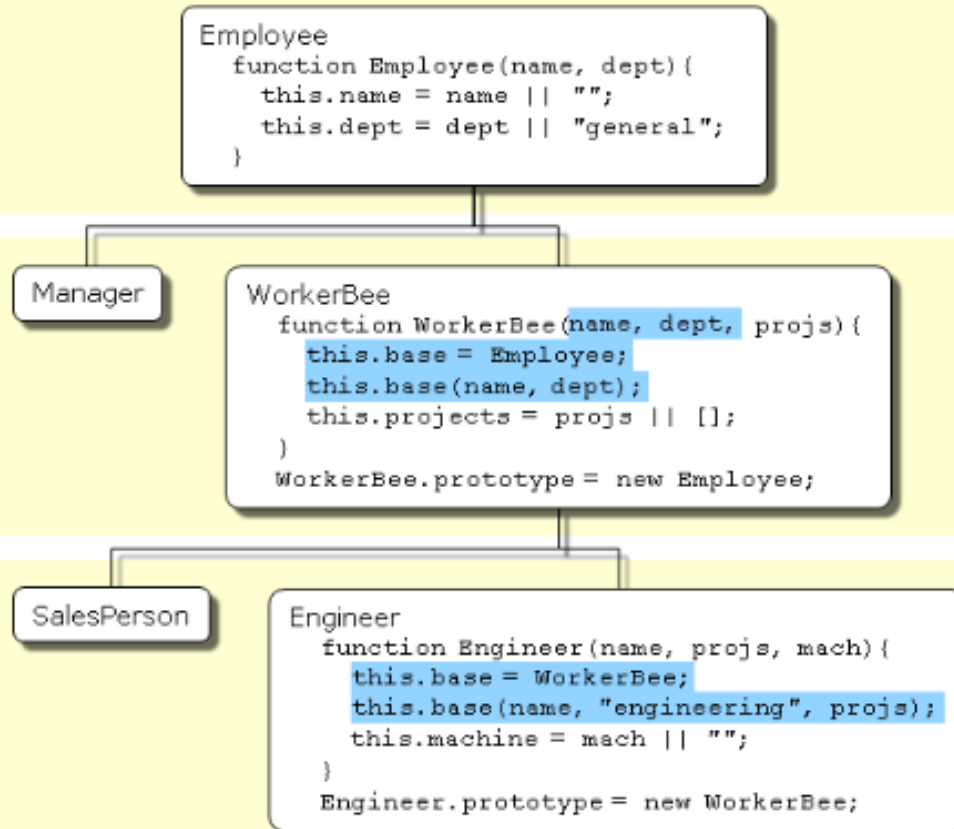 Employee
function Employee(name, dept){
this.name = name || "";
this.dept = dept || "general";
}
Manager
WorkerBee
function WorkerBee(name, dept, projs){
this.base = Employee;
this.base(name, dept);
this.projects = projs || [];
}
WorkerBee.prototype = new Employee;
SalesPerson
Engineer
function Engineer(name, projs, mach){
this.base = WorkerBee;
this.base(name, "engineering", projs);
this.machine = mach || "";
}
Engineer.prototype = new WorkerBee;